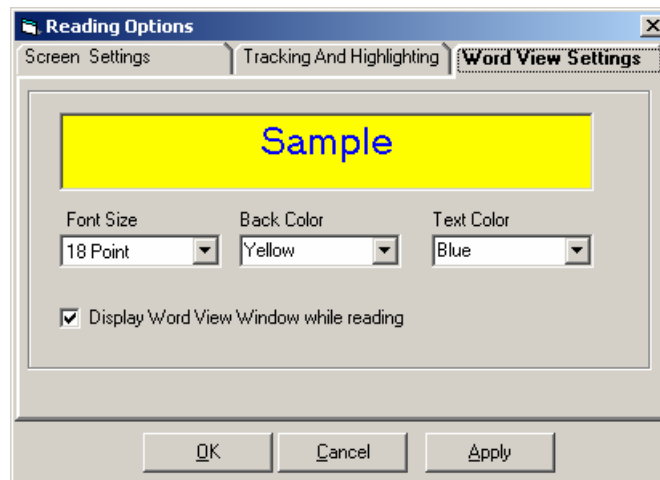 Reading Options
Screen Settings Tracking And Highlighting Word View Settings
Sample
Font Size Back Color Text Color
18 Point Yellow Blue
Display Word View Window while reading
OK Cancel Apply